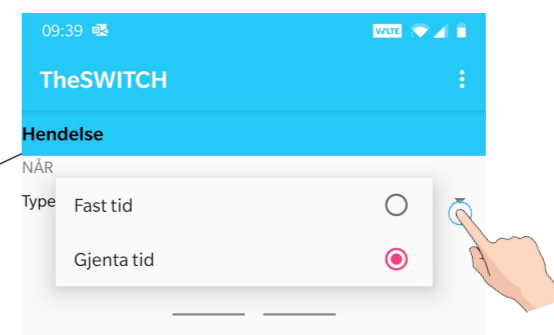 09:39
VoLTE
TheSWITCH
Hendelse
NÅR
Type
Fast tid
Gjenta tid